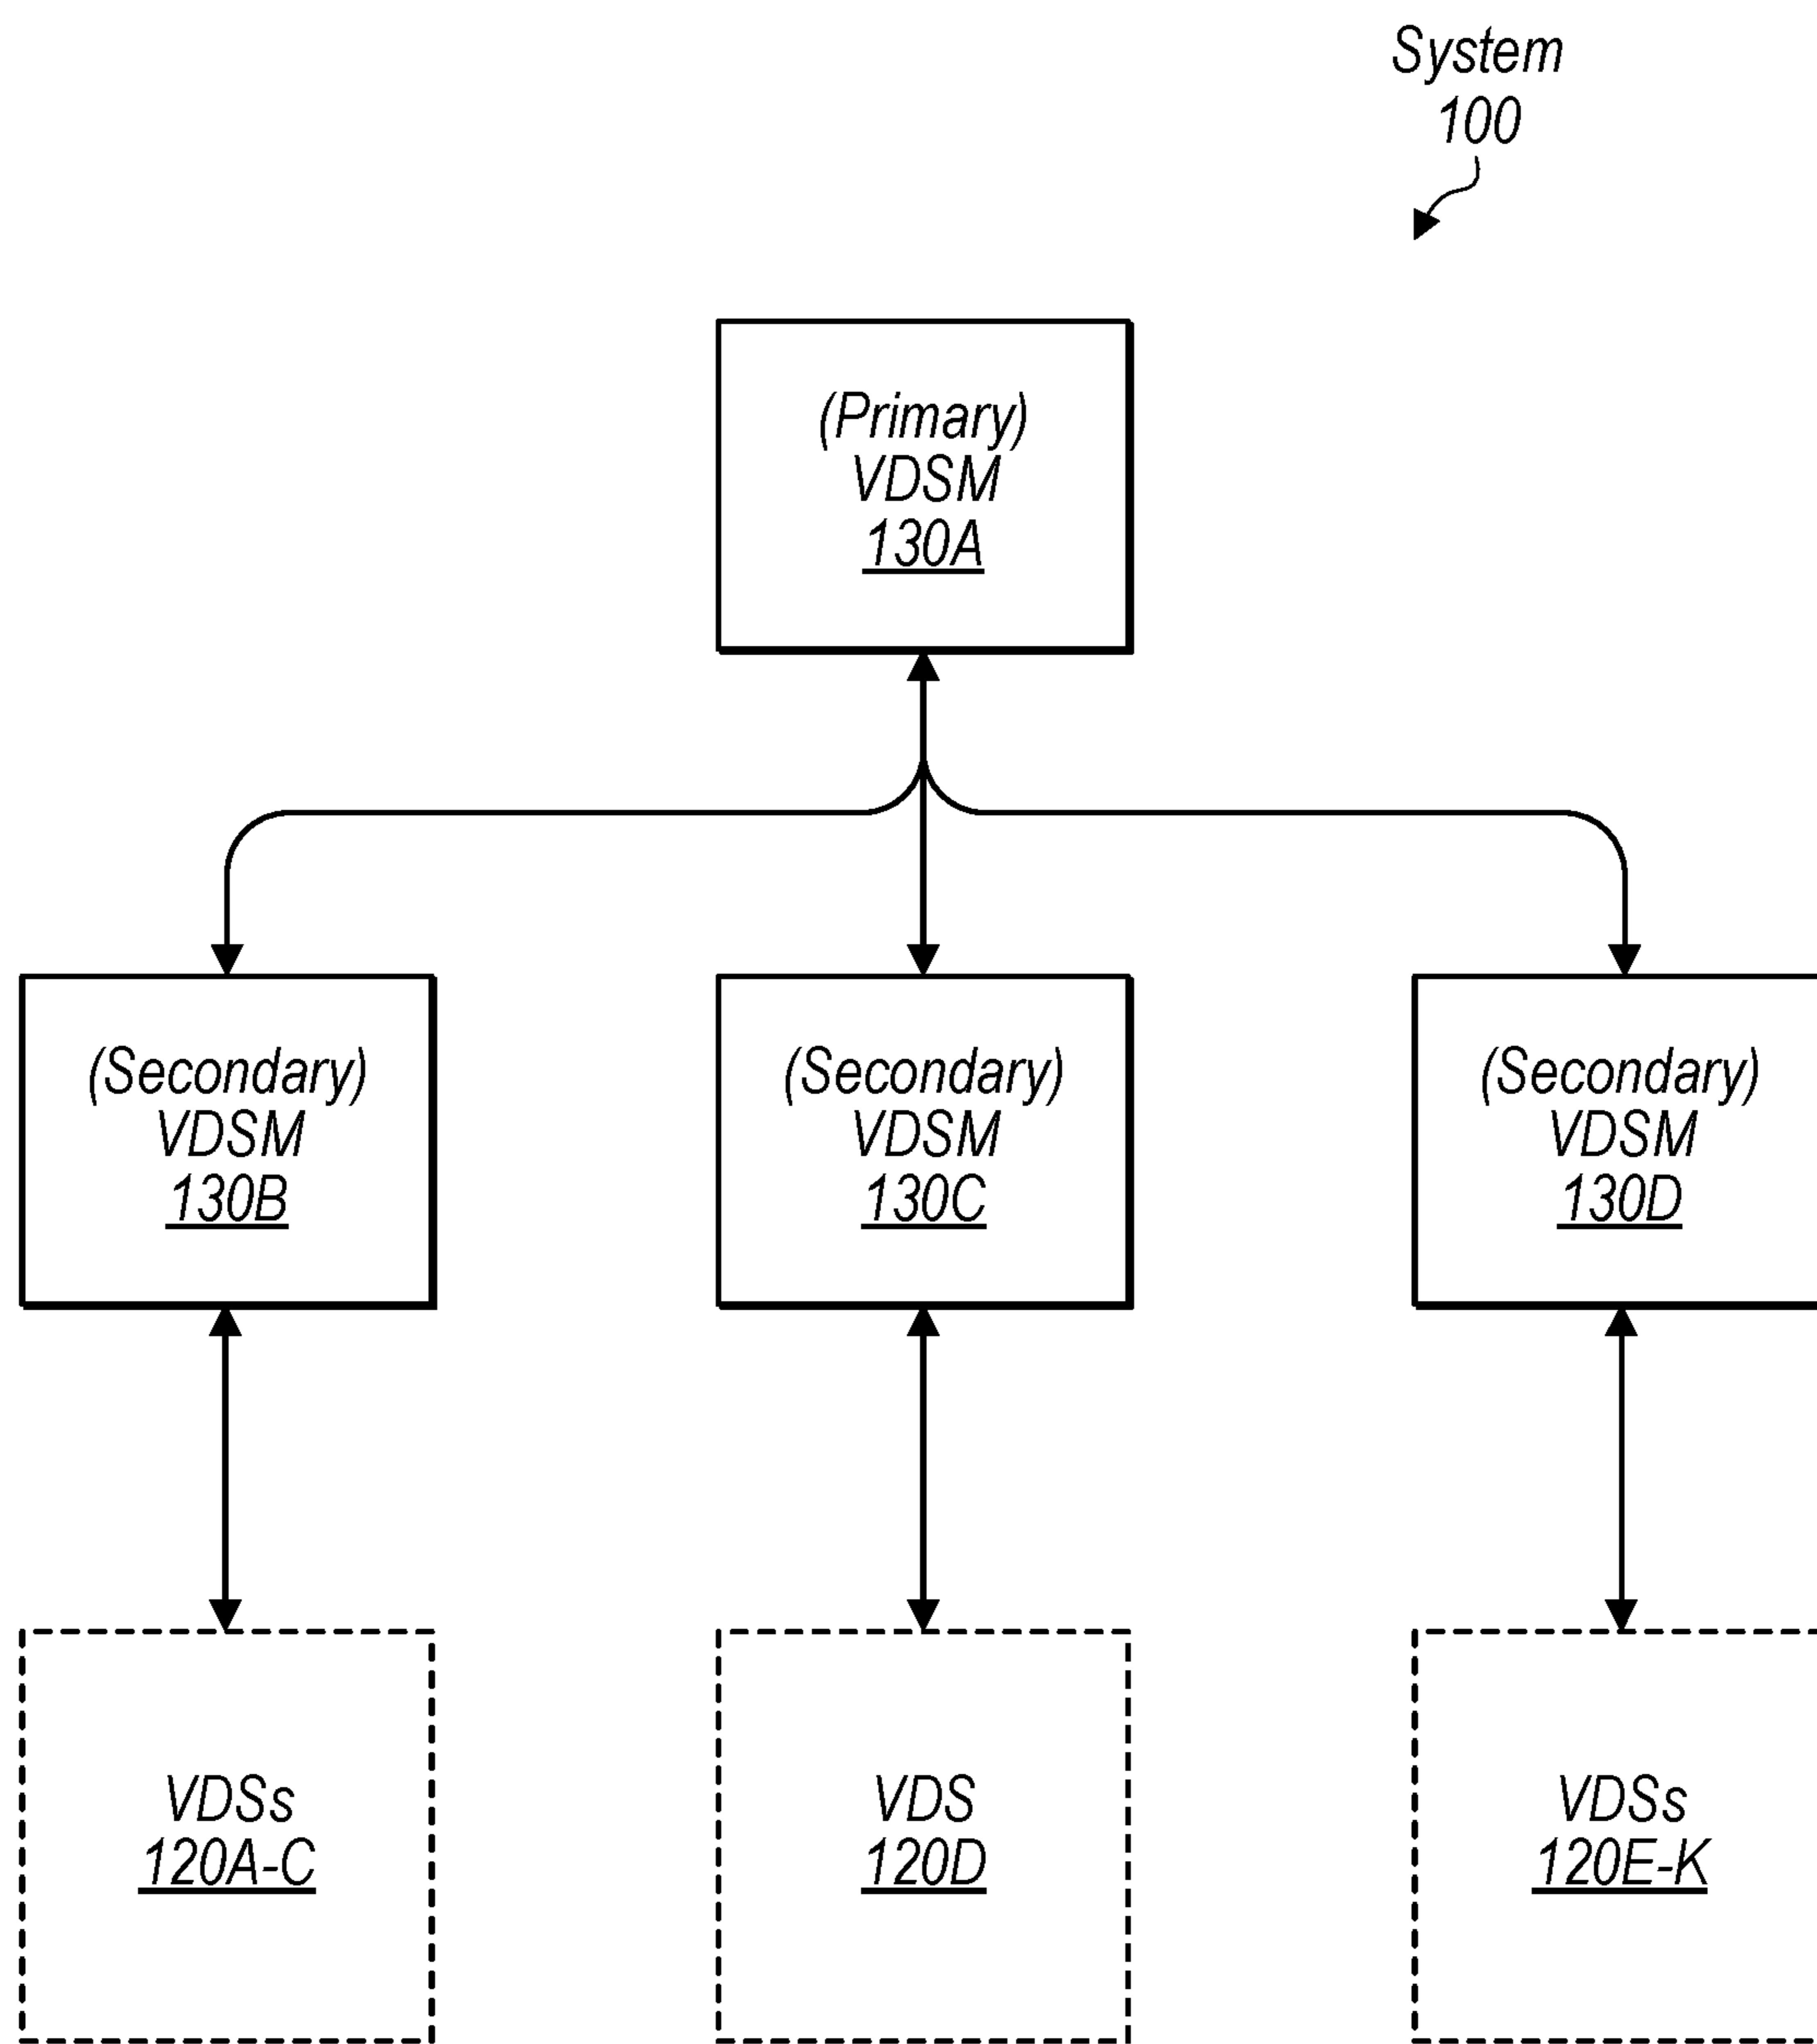 System
100
(Primary)
VDSM
130A
(Secondary)
VDSM
130B
(Secondary)
VDSM
130C
(Secondary)
VDSM
130D
VDSs
120A-C
VDS
120D
VDSs
120E-K